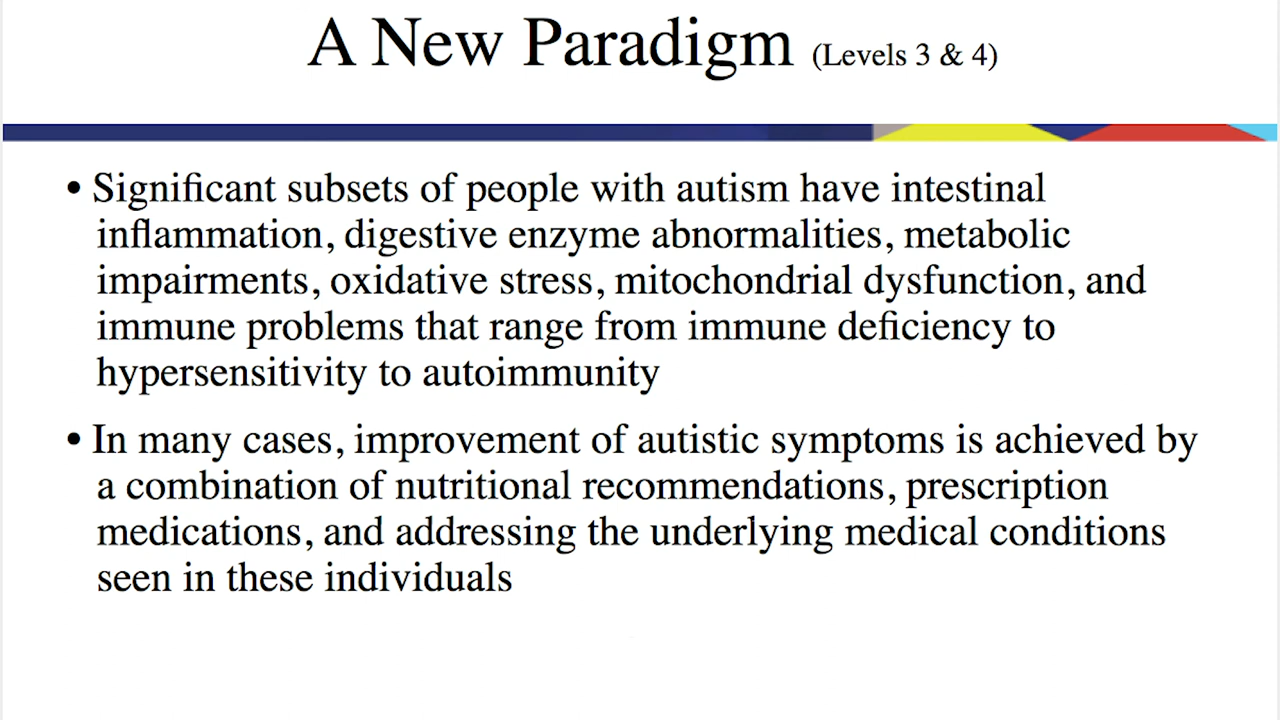 A New Paradigm (Levels 3 & 4)
• Significant subsets of people with autism have intestinal
inflammation, digestive enzyme abnormalities, metabolic
impairments, oxidative stress, mitochondrial dysfunction, and
immune problems that range from immune deficiency to
hypersensitivity to autoimmunity
• In many cases, improvement of autistic symptoms is achieved by
a combination of nutritional recommendations, prescription
medications, and addressing the underlying medical conditions
seen in these individuals